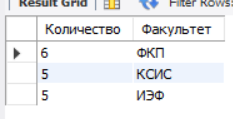 Result Grid Filter Rows:
Количество Факультет
6 ФКП
5 КСИС
5 ИЭФ